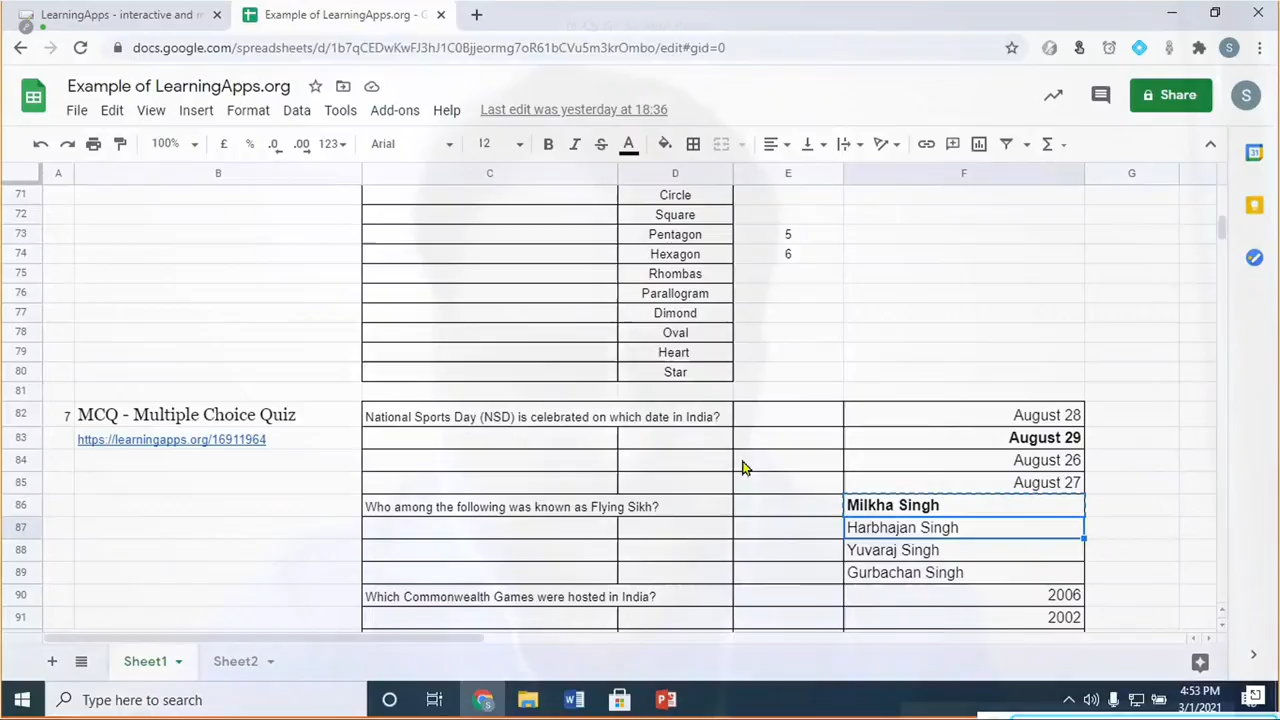 LearningApps - interactive and m
Example of LearningApps.org - G
docs.google.com/spreadsheets/d/1b7qCEDwKwFJ3hJ1C0Bjjeormg7oR61bCVu5m3krOmbo/edit#gid=0
Example of LearningApps.org
File Edit View Insert Format Data Tools Add-ons Help Last edit was yesterday at 18:36
Share
S
100% £ % .0 .00 123 Arial 12 B I S A
A B C D E F G
71 Circle
72 Square
73 Pentagon 5
74 Hexagon 6
75 Rhombas
76 Parallogram
77 Dimond
78 Oval
79 Heart
80 Star
81
82 7 MCQ - Multiple Choice Quiz National Sports Day (NSD) is celebrated on which date in India? August 28
83 https://learningapps.org/16911964 August 29
84 August 26
85 August 27
86 Who among the following was known as Flying Sikh? Milkha Singh
87 Harbhajan Singh
88 Yuvaraj Singh
89 Gurbachan Singh
90 Which Commonwealth Games were hosted in India? 2006
91 2002
Sheet1 Sheet2
Type here to search
4:53 PM
3/1/2021